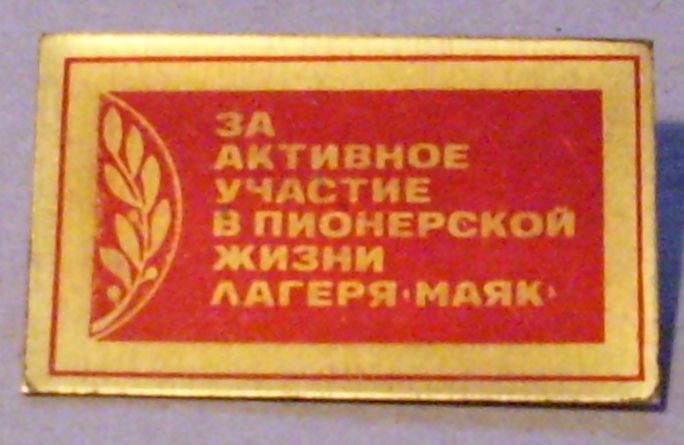 ЗА
АКТИВНОЕ
УЧАСТИЕ
В ПИОНЕРСКОЙ
ЖИЗНИ
ЛАГЕРЯ ‹МАЯК›